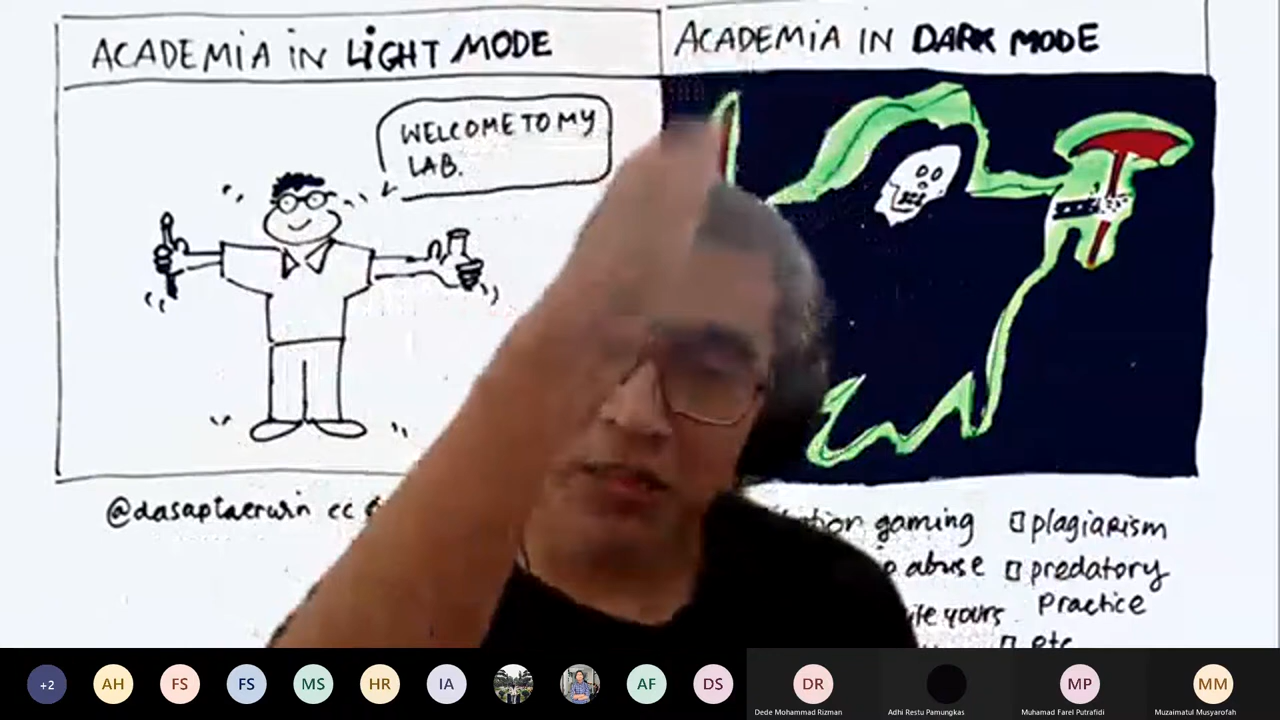 ACADEMIA iN LiGHT MODE
ACADEMiA IN DARK MODE
WELCOME TO MY
LAB.
@dasaptaerwin cc
gaming
abuse
yours
plagiarism
predatory
Practice
etc
+2
AH
FS
FS
MS
HR
IA
AF
DS
DR
MP
MM
Dede Mohammad Rizman
Adhi Restu Pamungkas
Muhamad Farel Putrafidi
Muzaimatul Musyarofah